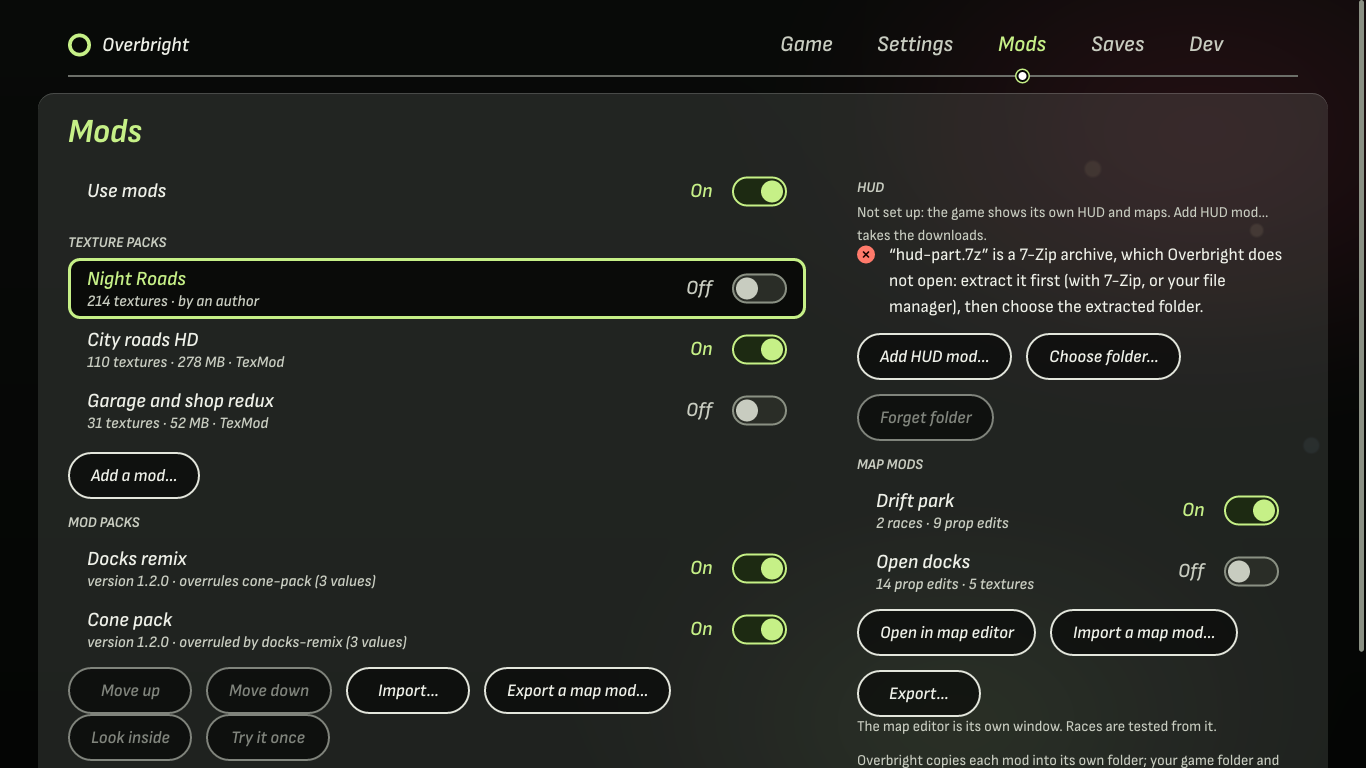 Overbright
Game
Settings
Mods
Saves
Dev
Mods
Use mods
On
TEXTURE PACKS
Night Roads
214 textures · by an author
Off
City roads HD
110 textures · 278 MB · TexMod
On
Garage and shop redux
31 textures · 52 MB · TexMod
Off
Add a mod...
MOD PACKS
Docks remix
version 1.2.0 · overrules cone-pack (3 values)
On
Cone pack
version 1.2.0 · overruled by docks-remix (3 values)
On
Move up
Move down
Import...
Export a map mod...
Look inside
Try it once
HUD
Not set up: the game shows its own HUD and maps. Add HUD mod...
takes the downloads.
“hud-part.7z” is a 7-Zip archive, which Overbright does
not open: extract it first (with 7-Zip, or your file
manager), then choose the extracted folder.
Add HUD mod...
Choose folder...
Forget folder
MAP MODS
Drift park
2 races · 9 prop edits
On
Open docks
14 prop edits · 5 textures
Off
Open in map editor
Import a map mod...
Export...
The map editor is its own window. Races are tested from it.
Overbright copies each mod into its own folder; your game folder and